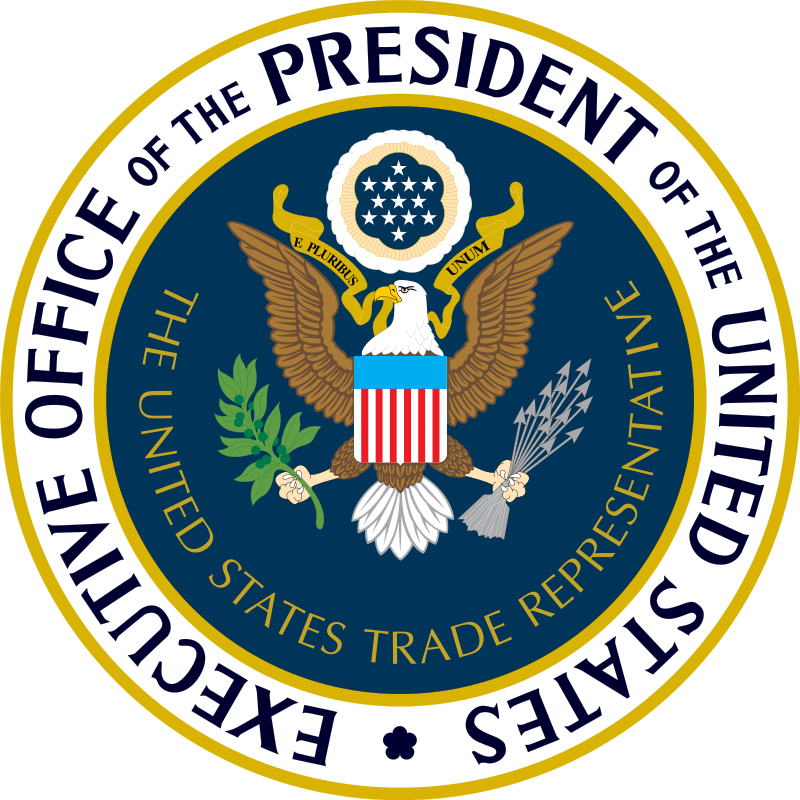 EXECUTIVE OFFICE OF THE PRESIDENT OF THE UNITED STATES
E PLURIBUS UNUM
THE UNITED STATES TRADE REPRESENTATIVE